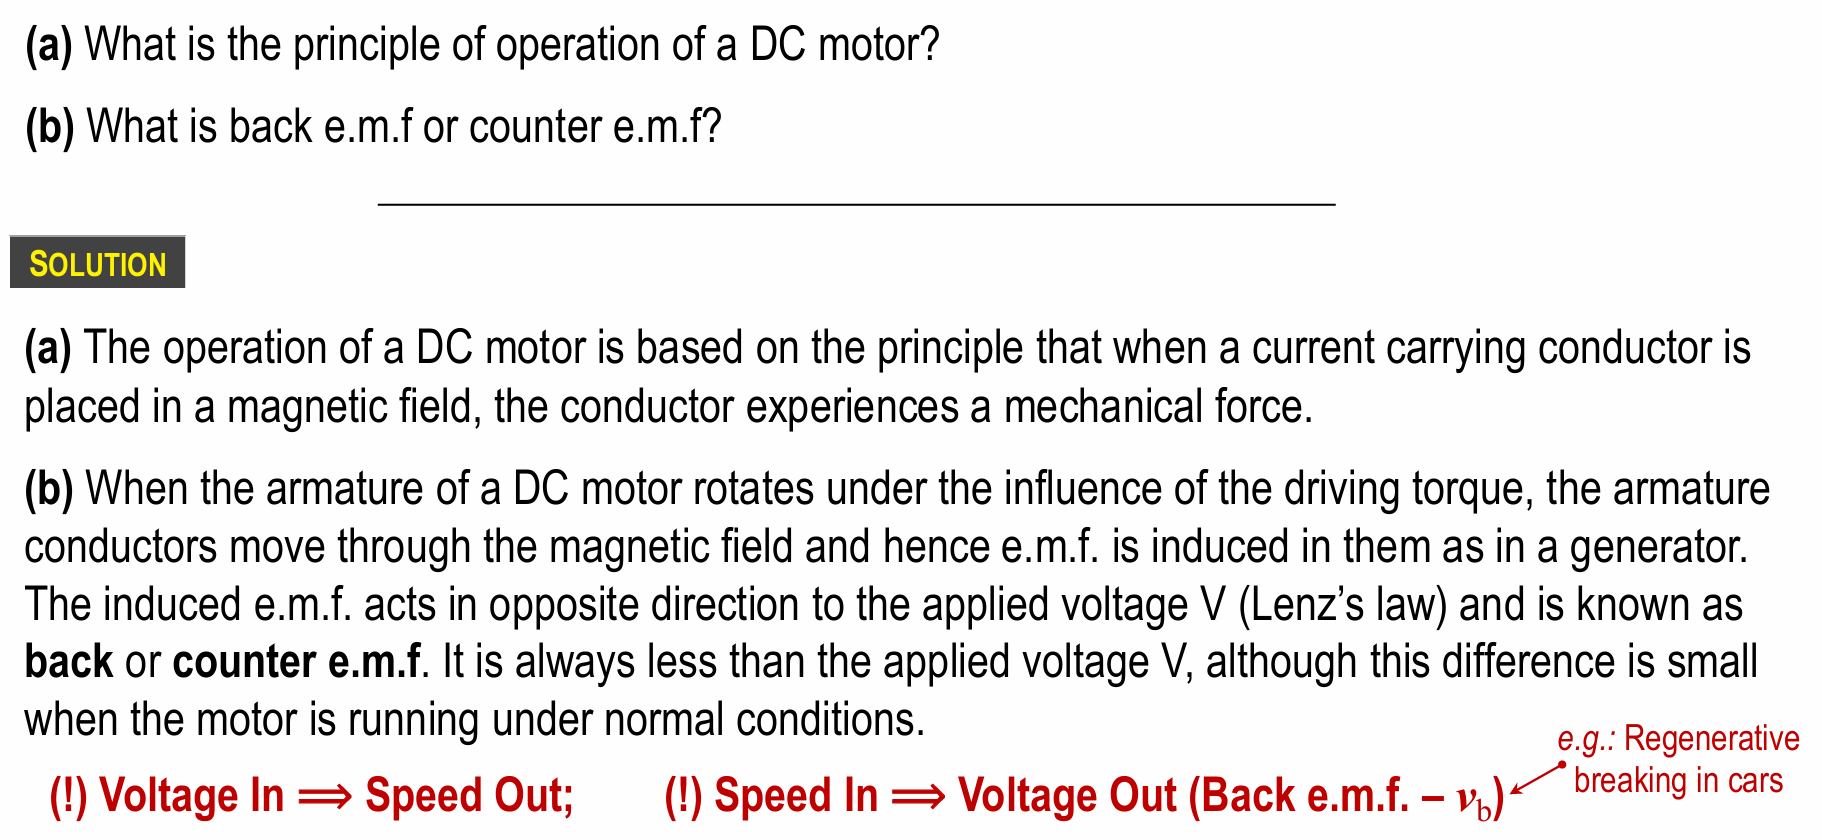 (a) What is the principle of operation of a DC motor?
(b) What is back e.m.f or counter e.m.f?
SOLUTION
(a) The operation of a DC motor is based on the principle that when a current carrying conductor is
placed in a magnetic field, the conductor experiences a mechanical force.
(b) When the armature of a DC motor rotates under the influence of the driving torque, the armature
conductors move through the magnetic field and hence e.m.f. is induced in them as in a generator.
The induced e.m.f. acts in opposite direction to the applied voltage V (Lenz’s law) and is known as
back or counter e.m.f. It is always less than the applied voltage V, although this difference is small
when the motor is running under normal conditions.
e.g.: Regenerative
breaking in cars
(!) Voltage In ⟹ Speed Out; (!) Speed In ⟹ Voltage Out (Back e.m.f. – v_b)